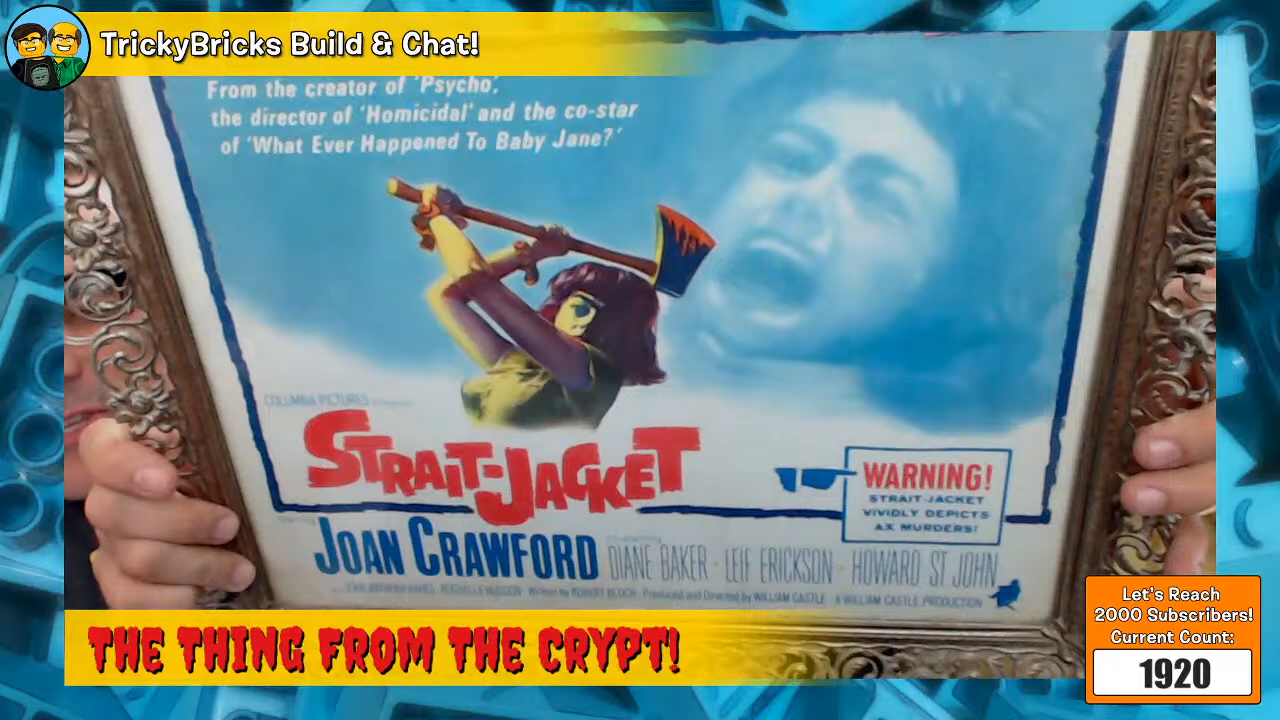 TrickyBricks Build & Chat!
From the creator of 'Psycho',
the director of 'Homicidal' and the co-star
of 'What Ever Happened To Baby Jane?'
COLUMBIA PICTURES
STRAIT-JACKET
WARNING!
STRAIT-JACKET
VIVIDLY DEPICTS
AX MURDERS!
JOAN CRAWFORD
DIANE BAKER · LEIF ERICKSON · HOWARD ST JOHN
Written by ROBERT BLOCH · Produced and Directed by WILLIAM CASTLE · A WILLIAM CASTLE PRODUCTION
THE THING FROM THE CRYPT!
Let's Reach
2000 Subscribers!
Current Count:
1920